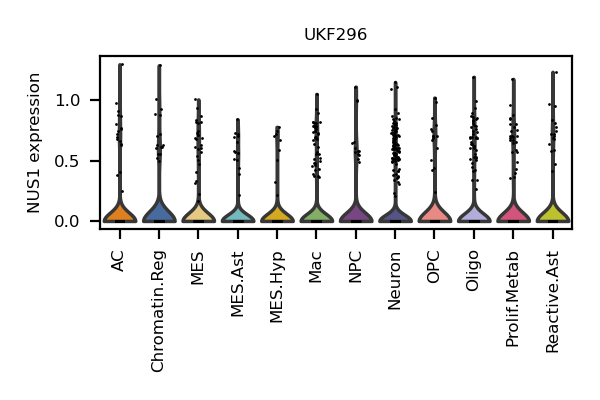 UKF296
NUS1 expression
1.0
0.5
0.0
AC
Chromatin.Reg
MES
MES.Ast
MES.Hyp
Mac
NPC
Neuron
OPC
Oligo
Prolif.Metab
Reactive.Ast